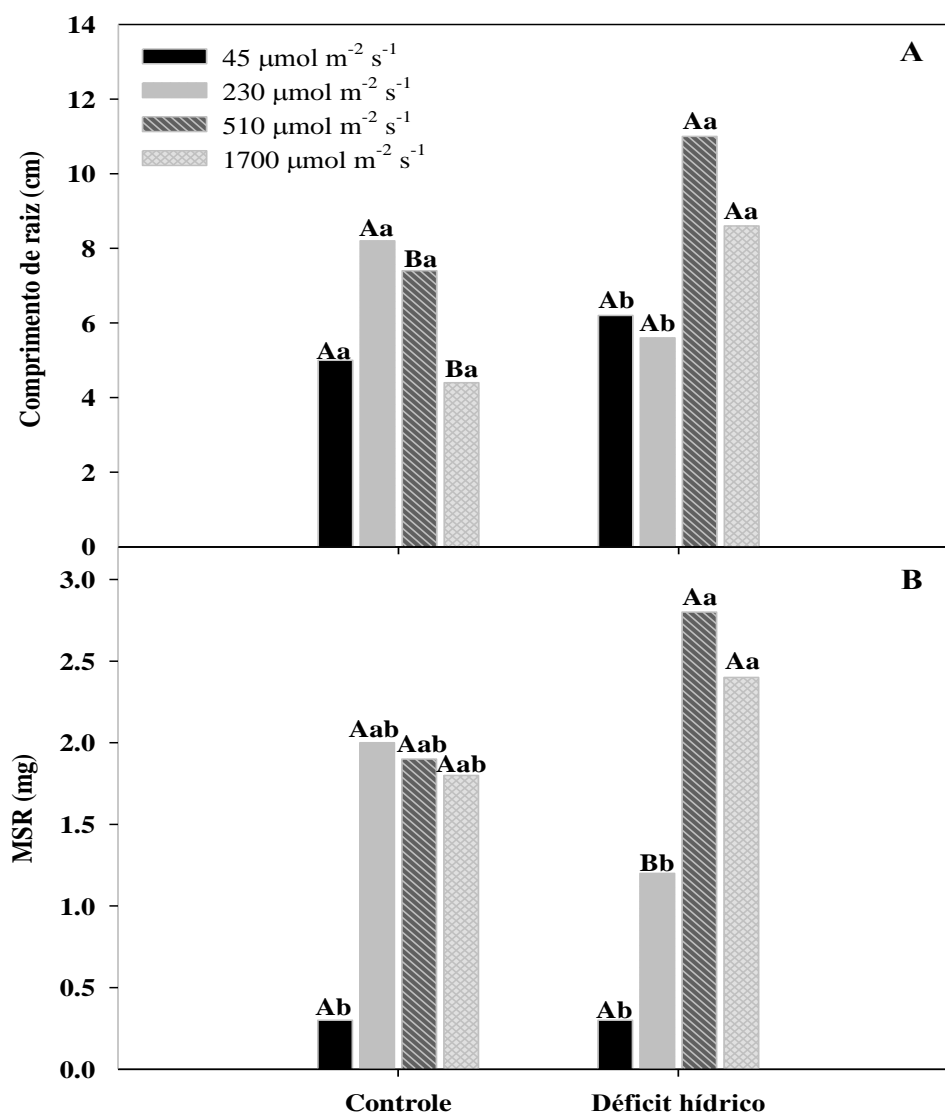 14
A
45 μmol m-2 s-1
230 μmol m-2 s-1
510 μmol m-2 s-1
1700 μmol m-2 s-1
12
10
8
6
4
2
0
Comprimento de raiz (cm)
Aa
Aa
Ba
Ba
Ab
Ab
Aa
Aa
B
3.0
2.5
2.0
1.5
1.0
0.5
0.0
MSR (mg)
Ab
Aab
Aab
Aab
Ab
Bb
Aa
Aa
Controle
Déficit hídrico